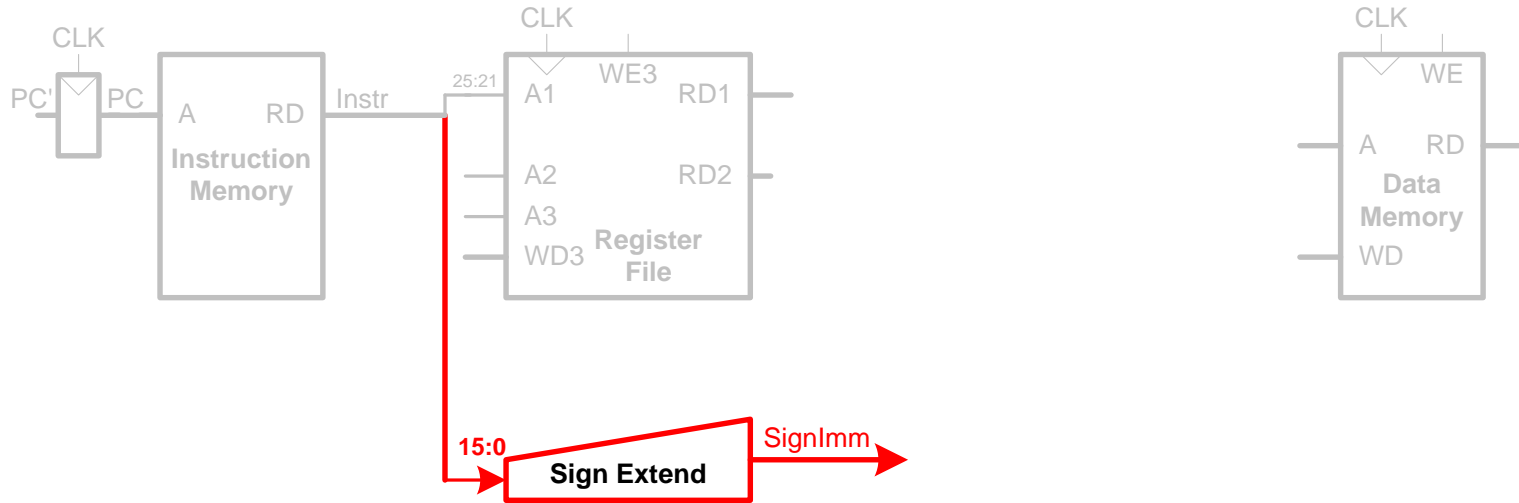 CLK
CLK
CLK
PC'
PC
A
RD
Instruction
Memory
Instr
25:21
A1
WE3
RD1
A2
RD2
A3
WD3
Register
File
WE
A
RD
Data
Memory
WD
15:0
Sign Extend
SignImm